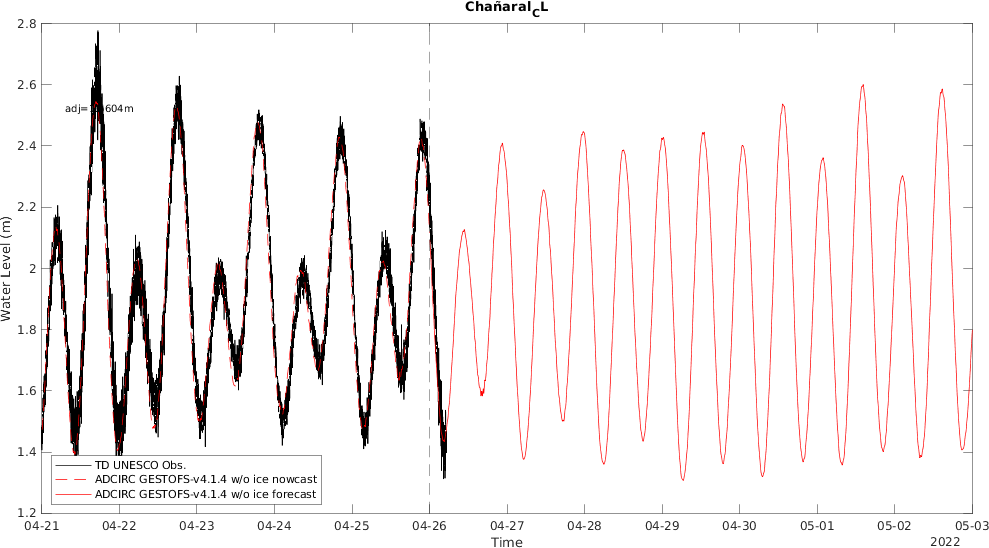 Chañaral_CL
2.8
2.6
2.4
2.2
2
1.8
1.6
1.4
1.2
Water Level (m)
TD UNESCO Obs.
ADCIRC GESTOFS-v4.1.4 w/o ice nowcast
ADCIRC GESTOFS-v4.1.4 w/o ice forecast
04-21 04-22 04-23 04-24 04-25 04-26 04-27 04-28 04-29 04-30 05-01 05-02 05-03
Time
2022